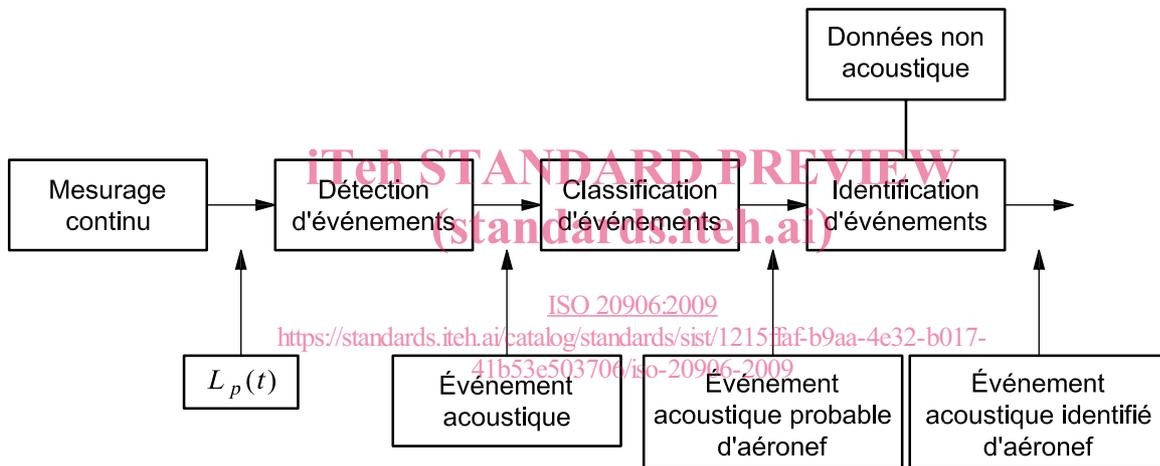 Données non
acoustique
iTeh STANDARD PREVIEW
(standards.iteh.ai)
Mesurage
continu
Détection
d'événements
Classification
d'événements
Identification
d'événements
ISO 20906:2009
https://standards.iteh.ai/catalog/standards/sist/1215ffaf-b9aa-4e32-b017-
41b53e503706/iso-20906-2009
L p (t)
Événement
acoustique
Événement
acoustique probable
d'aéronef
Événement
acoustique identifié
d'aéronef